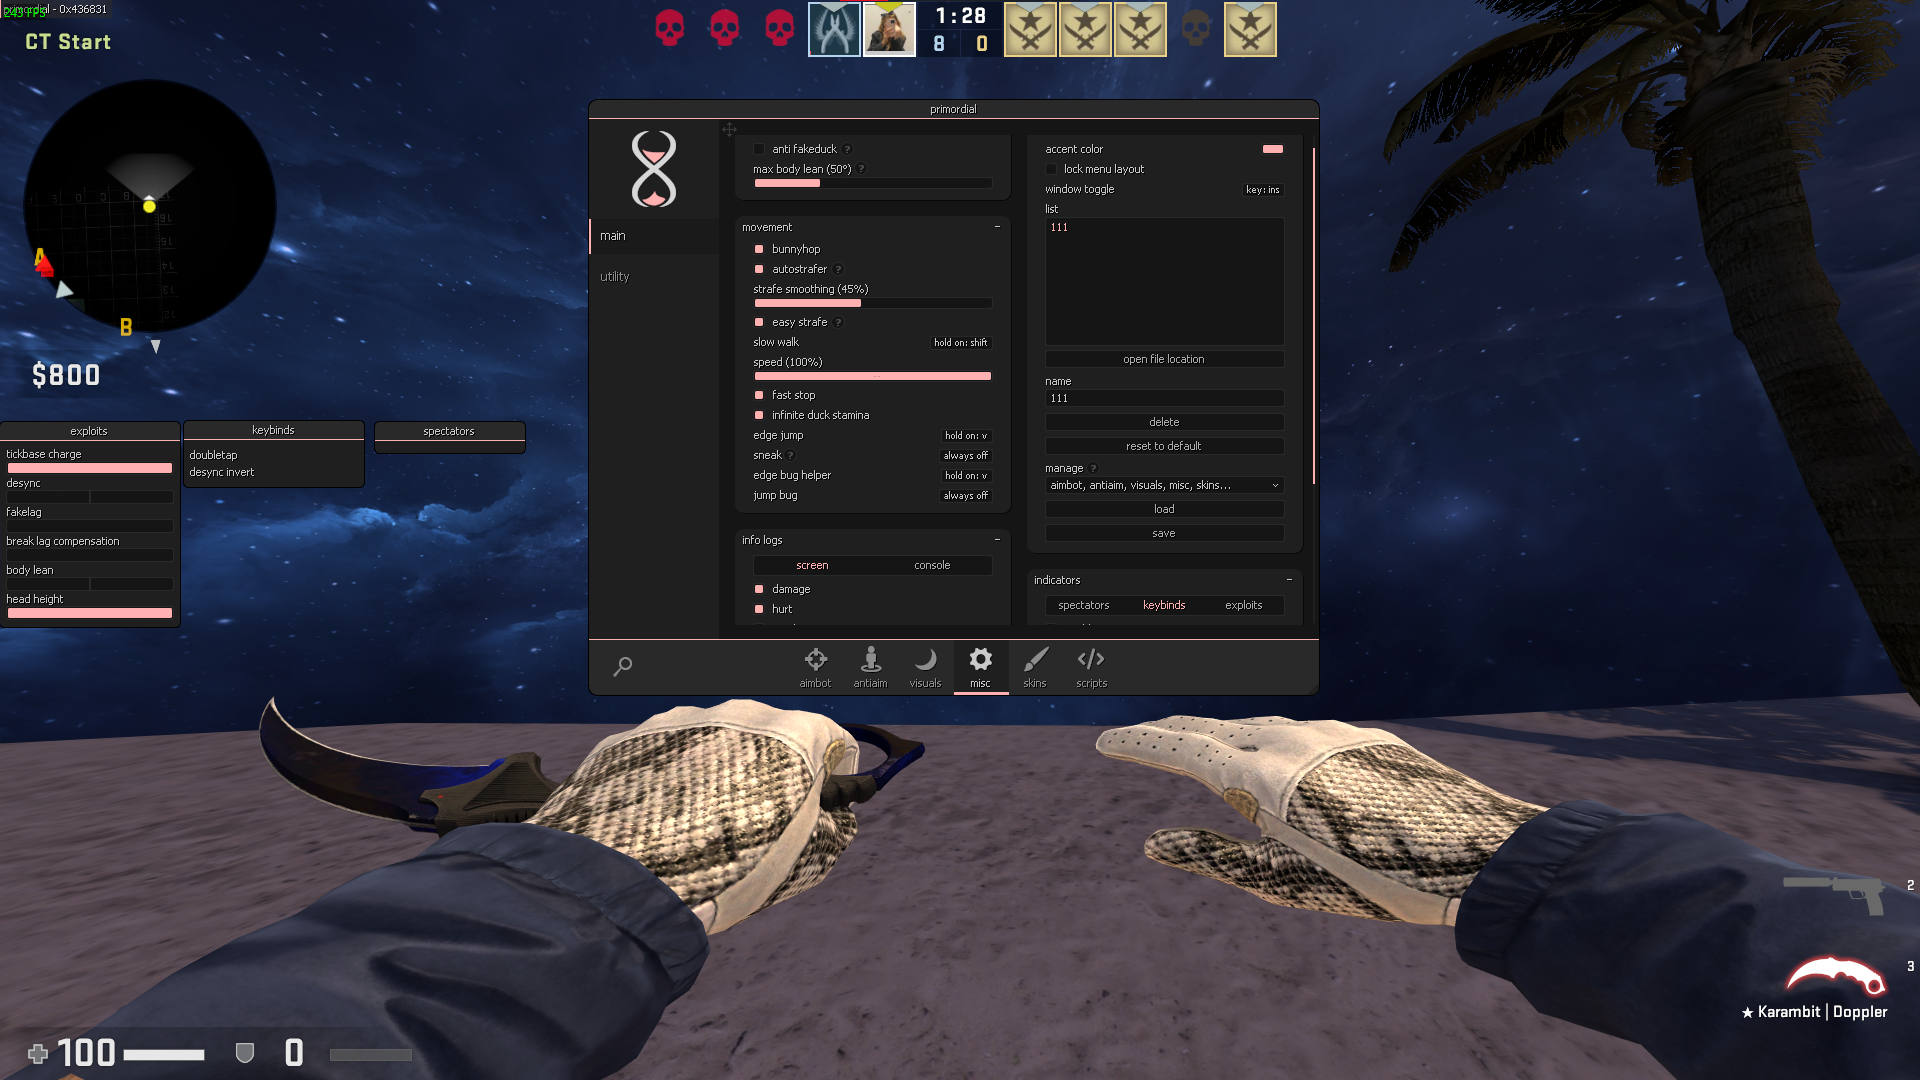 primordial - 0x436831
243 FPS
CT Start
1:28
8 0
A
B
$800
exploits
tickbase charge
desync
fakelag
break lag compensation
body lean
head height
keybinds
doubletap
desync invert
spectators
primordial
main
utility
anti fakeduck ?
max body lean (50°) ?
movement
bunnyhop
autostrafer ?
strafe smoothing (45%)
easy strafe ?
slow walk hold on: shift
speed (100%)
fast stop
infinite duck stamina
edge jump hold on: v
sneak ? always off
edge bug helper hold on: v
jump bug always off
info logs
screen console
damage
hurt
accent color
lock menu layout
window toggle key: ins
list
111
open file location
name
111
delete
reset to default
manage ?
aimbot, antiaim, visuals, misc, skins...
load
save
indicators
spectators keybinds exploits
aimbot antiaim visuals misc skins scripts
2
3
★ Karambit | Doppler
100 0